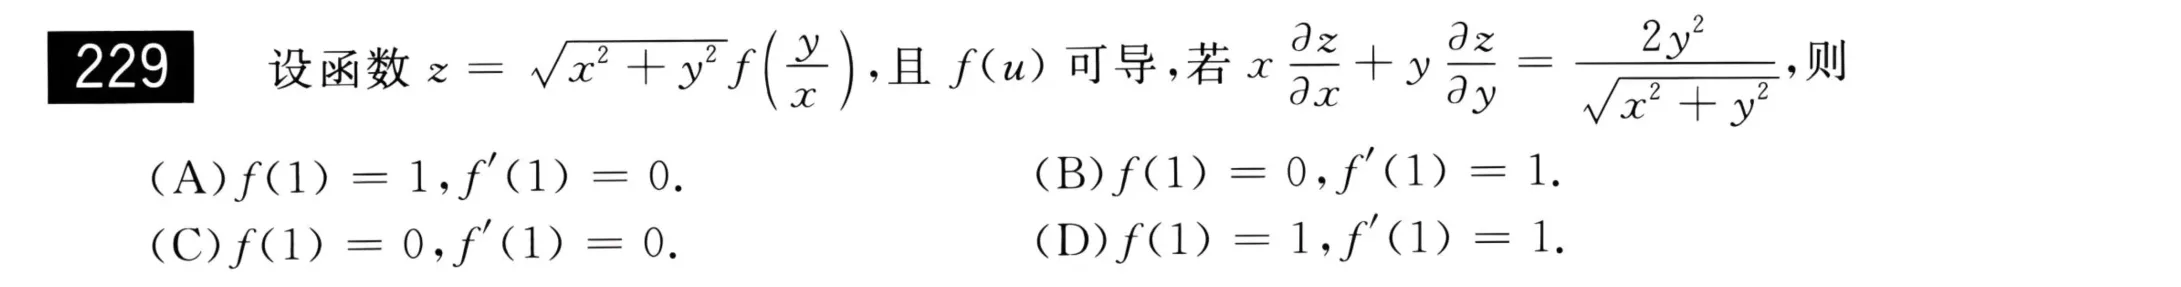 229 设函数 $z = \sqrt{x^2 + y^2} f\left(\frac{y}{x}\right)$,且 $f(u)$ 可导,若 $x \frac{\partial z}{\partial x} + y \frac{\partial z}{\partial y} = \frac{2y^2}{\sqrt{x^2 + y^2}}$,则
(A) $f(1) = 1, f'(1) = 0$. (B) $f(1) = 0, f'(1) = 1$.
(C) $f(1) = 0, f'(1) = 0$. (D) $f(1) = 1, f'(1) = 1$.